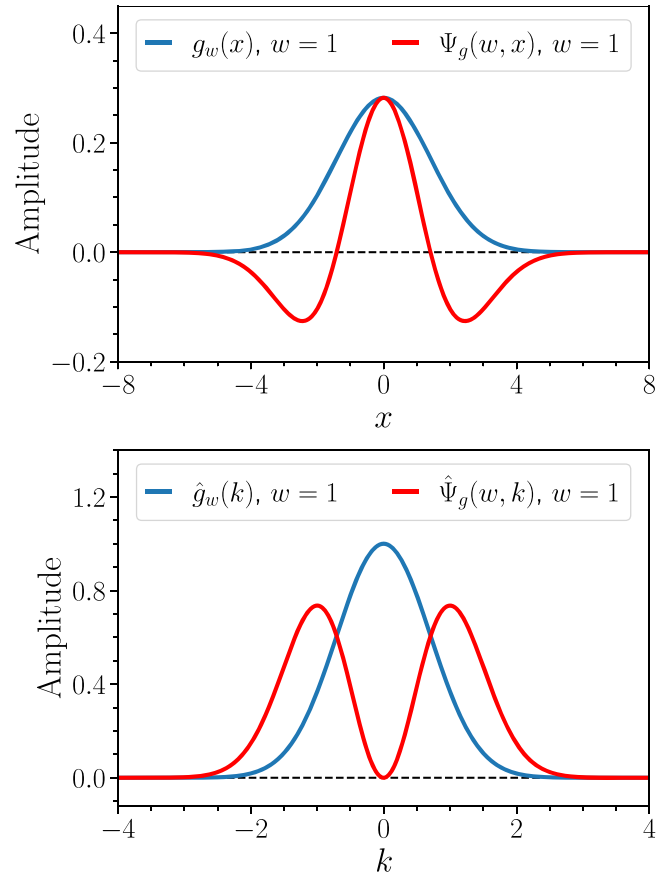 0.4
g_w(x), w = 1 Ψ_g(w, x), w = 1
0.2
Amplitude
0.0
−0.2
−8 −4 0 4 8
x
1.2
ĝ_w(k), w = 1 Ψ̂_g(w, k), w = 1
0.8
Amplitude
0.4
0.0
−4 −2 0 2 4
k